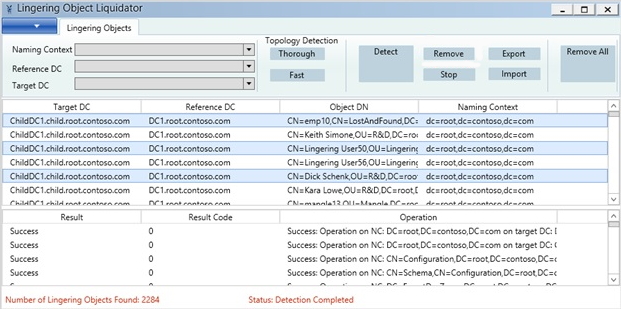 Lingering Object Liquidator
Lingering Objects
Naming Context
Reference DC
Target DC
Topology Detection
Thorough
Fast
Detect
Remove
Stop
Export
Import
Remove All
Target DC Reference DC Object DN Naming Context
ChildDC1.child.root.contoso.com DC1.root.contoso.com CN=emp10,CN=LostAndFound,DC= dc=root,dc=contoso,dc=com
ChildDC1.child.root.contoso.com DC1.root.contoso.com CN=Keith Simone,OU=R&D,DC=roo dc=root,dc=contoso,dc=com
ChildDC1.child.root.contoso.com DC1.root.contoso.com CN=Lingering User50,OU=Lingering dc=root,dc=contoso,dc=com
ChildDC1.child.root.contoso.com DC1.root.contoso.com CN=Lingering User56,OU=Lingering dc=root,dc=contoso,dc=com
ChildDC1.child.root.contoso.com DC1.root.contoso.com CN=Dick Schenk,OU=R&D,DC=root dc=root,dc=contoso,dc=com
ChildDC1.child.root.contoso.com DC1.root.contoso.com CN=Kara Lowe,OU=R&D,DC=root,D dc=root,dc=contoso,dc=com
ChildDC1.child.root.contoso.com DC1.root.contoso.com CN=mangle13,OU=Mangle,DC=roo dc=root,dc=contoso,dc=com
Result Result Code Operation
Success 0 Success: Operation on NC: DC=root,DC=contoso,DC=com on target DC:
Success 0 Success: Operation on NC: DC=root,DC=contoso,DC=com on target DC:
Success 0 Success: Operation on NC: CN=Configuration,DC=root,DC=contoso,DC=
Success 0 Success: Operation on NC: CN=Schema,CN=Configuration,DC=root,DC=
Number of Lingering Objects Found: 2284 Status: Detection Completed